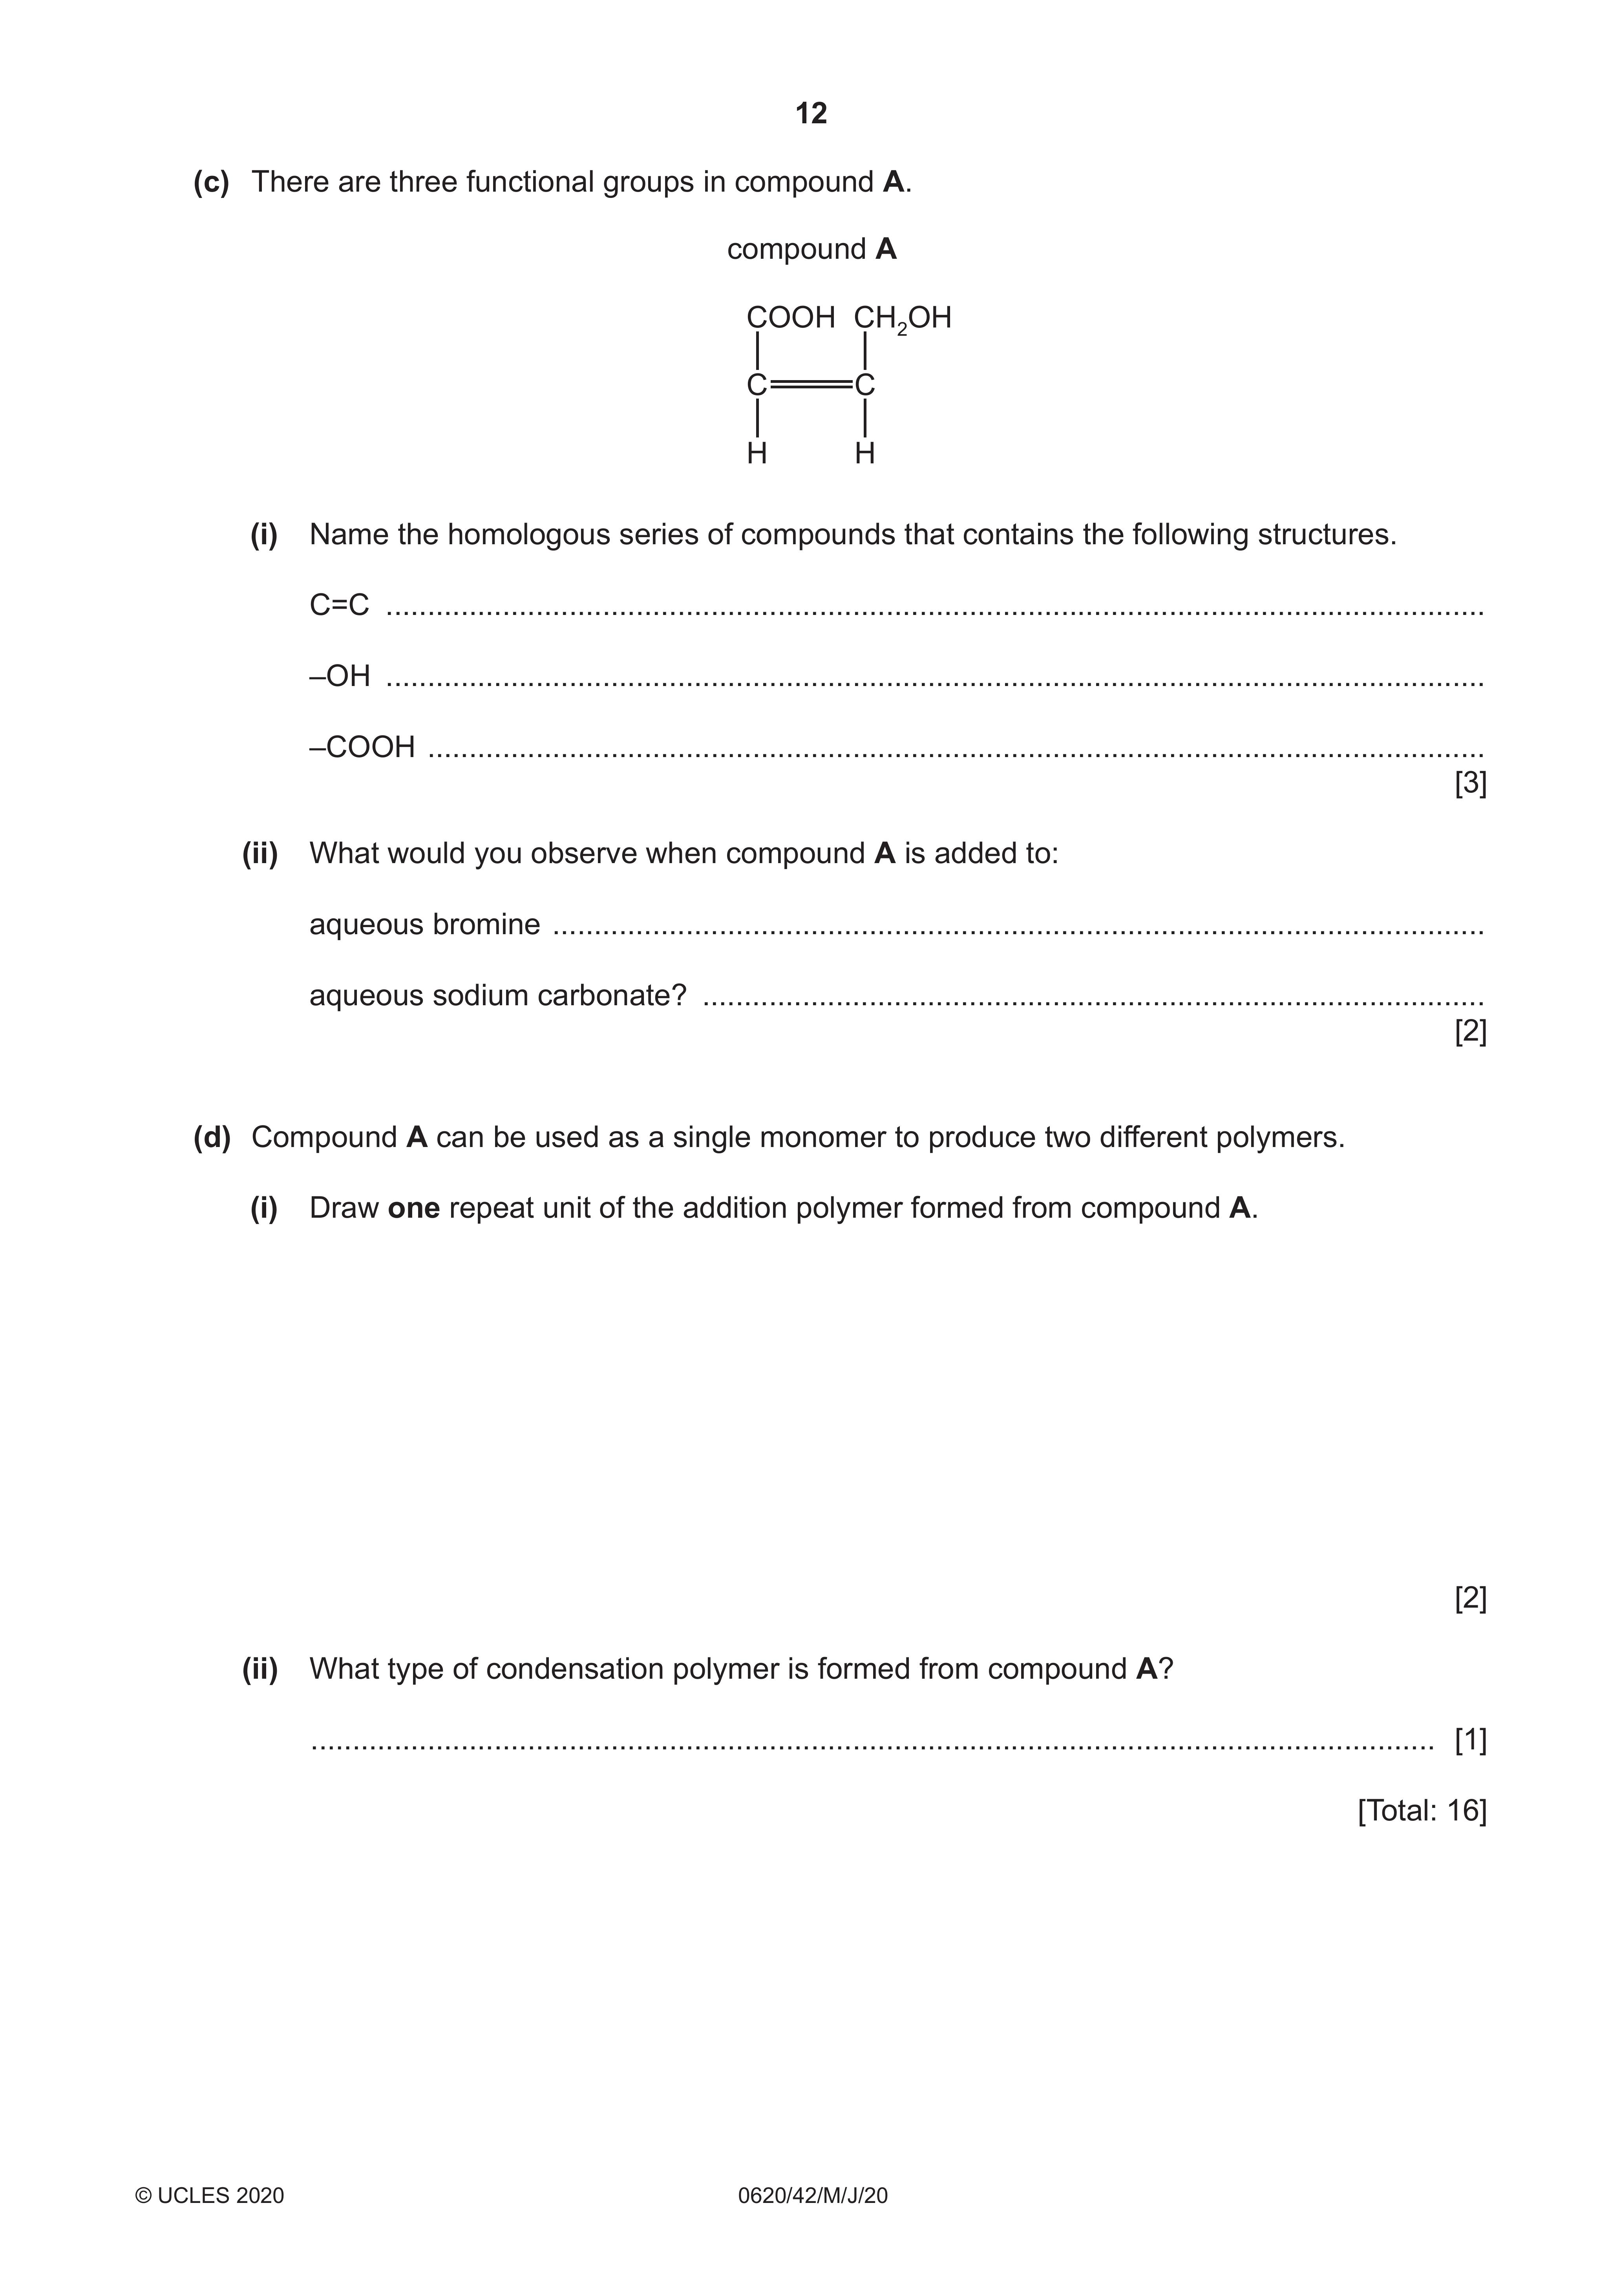 12
(c) There are three functional groups in compound A.
compound A
COOH CH₂OH
C C
H H
(i) Name the homologous series of compounds that contains the following structures.
C=C ....................................................................................................
–OH ....................................................................................................
–COOH ....................................................................................................
[3]
(ii) What would you observe when compound A is added to:
aqueous bromine ....................................................................................................
aqueous sodium carbonate? ....................................................................................................
[2]
(d) Compound A can be used as a single monomer to produce two different polymers.
(i) Draw one repeat unit of the addition polymer formed from compound A.
[2]
(ii) What type of condensation polymer is formed from compound A?
.................................................................................................... [1]
[Total: 16]
© UCLES 2020 0620/42/M/J/20